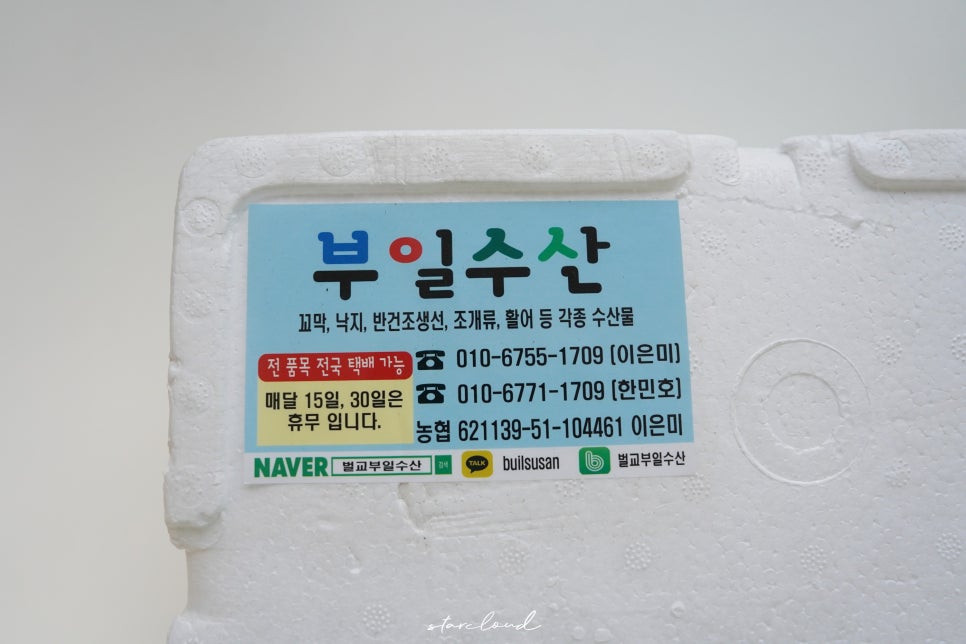 부일수산
꼬막, 낙지, 반건조생선, 조개류, 활어 등 각종 수산물
전 품목 전국 택배 가능
매달 15일, 30일은
휴무 입니다.
☎ 010-6755-1709 (이은미)
☎ 010-6771-1709 (한민호)
농협 621139-51-104461 이은미
NAVER 벌교부일수산 검색 TALK builsusan b 벌교부일수산
starcloud